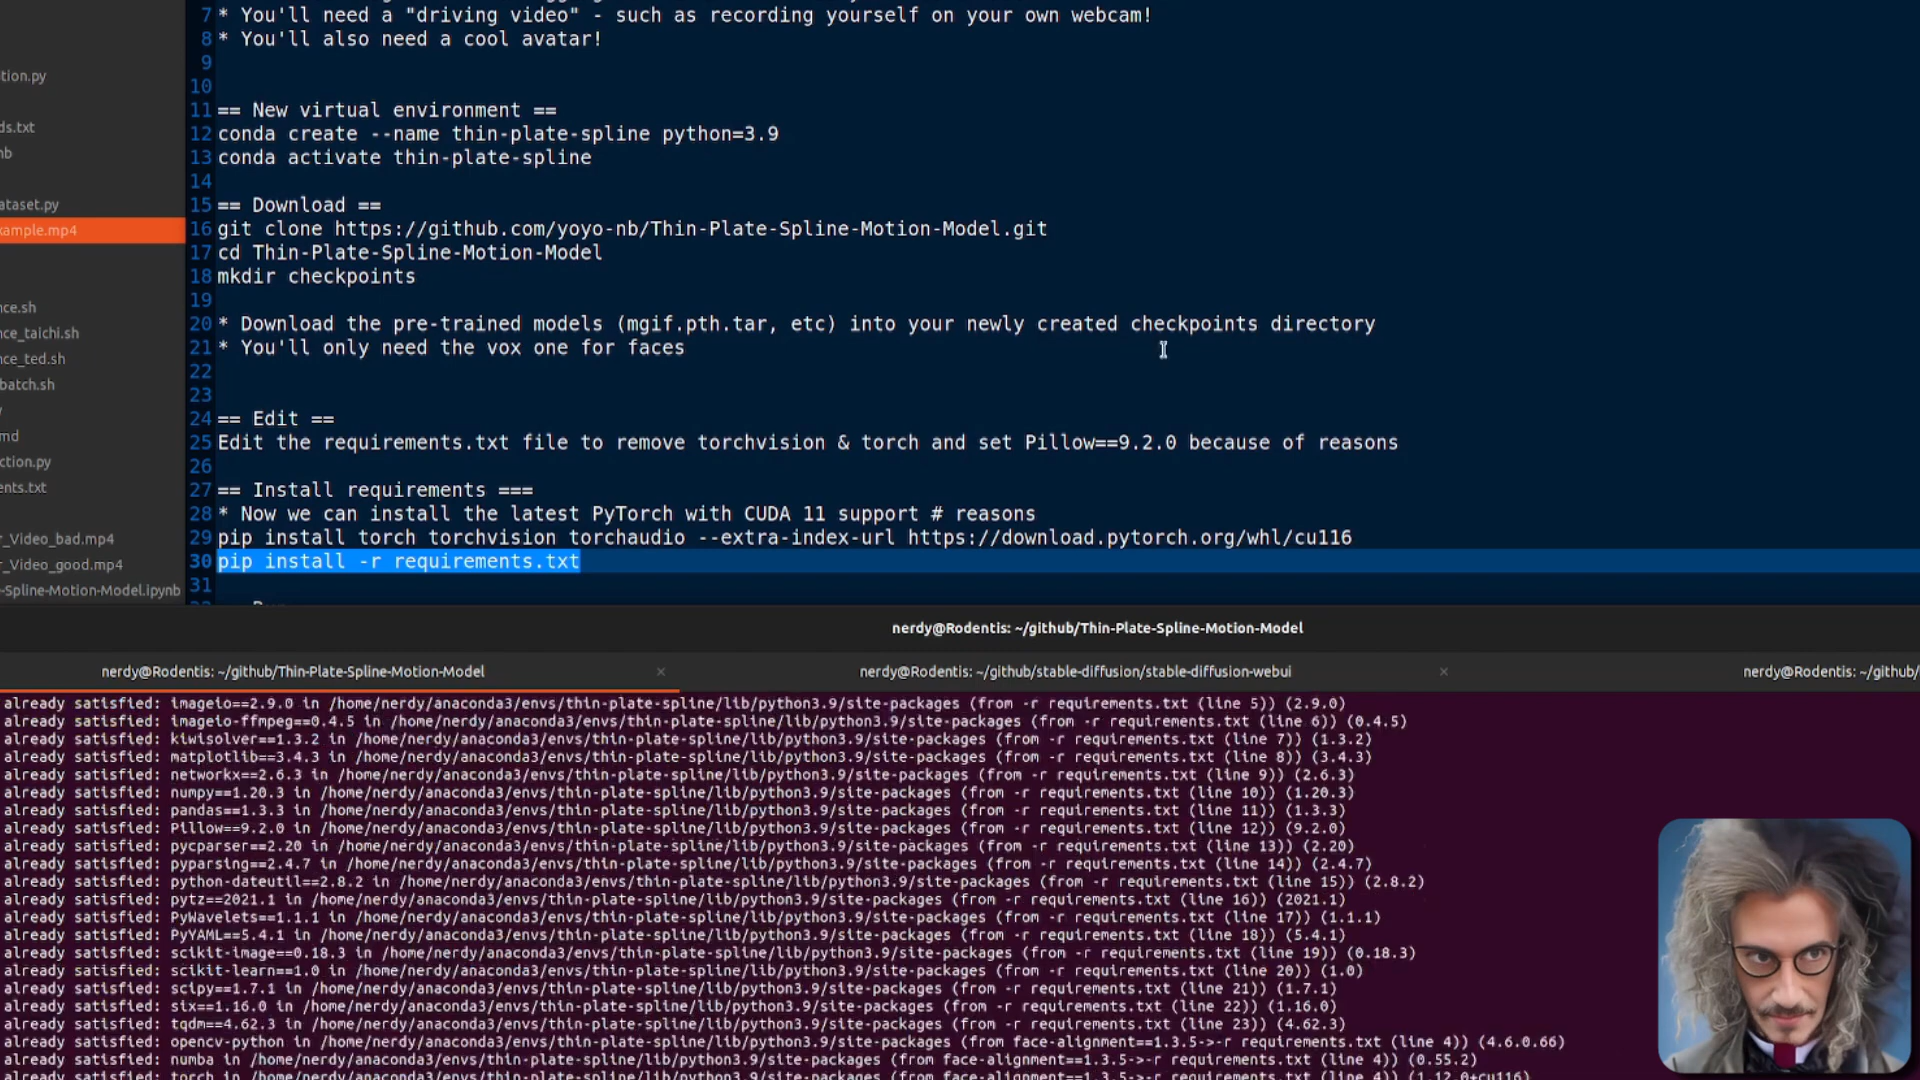 7 * You'll need a "driving video" - such as recording yourself on your own webcam!
8 * You'll also need a cool avatar!
9
10
11 == New virtual environment ==
12 conda create --name thin-plate-spline python=3.9
13 conda activate thin-plate-spline
14
15 == Download ==
16 git clone https://github.com/yoyo-nb/Thin-Plate-Spline-Motion-Model.git
17 cd Thin-Plate-Spline-Motion-Model
18 mkdir checkpoints
19
20 * Download the pre-trained models (mgif.pth.tar, etc) into your newly created checkpoints directory
21 * You'll only need the vox one for faces
22
23
24 == Edit ==
25 Edit the requirements.txt file to remove torchvision & torch and set Pillow==9.2.0 because of reasons
26
27 == Install requirements ===
28 * Now we can install the latest PyTorch with CUDA 11 support # reasons
29 pip install torch torchvision torchaudio --extra-index-url https://download.pytorch.org/whl/cu116
30 pip install -r requirements.txt
31
tion.py
ds.txt
nb
ataset.py
xample.mp4
nce.sh
nce_taichi.sh
nce_ted.sh
batch.sh
md
ction.py
ents.txt
r_Video_bad.mp4
r_Video_good.mp4
-Spline-Motion-Model.ipynb
nerdy@Rodentis: ~/github/Thin-Plate-Spline-Motion-Model
nerdy@Rodentis: ~/github/Thin-Plate-Spline-Motion-Model ×
nerdy@Rodentis: ~/github/stable-diffusion/stable-diffusion-webui ×
nerdy@Rodentis: ~/github/
already satisfied: imageio==2.9.0 in /home/nerdy/anaconda3/envs/thin-plate-spline/lib/python3.9/site-packages (from -r requirements.txt (line 5)) (2.9.0)
already satisfied: imageio-ffmpeg==0.4.5 in /home/nerdy/anaconda3/envs/thin-plate-spline/lib/python3.9/site-packages (from -r requirements.txt (line 6)) (0.4.5)
already satisfied: kiwisolver==1.3.2 in /home/nerdy/anaconda3/envs/thin-plate-spline/lib/python3.9/site-packages (from -r requirements.txt (line 7)) (1.3.2)
already satisfied: matplotlib==3.4.3 in /home/nerdy/anaconda3/envs/thin-plate-spline/lib/python3.9/site-packages (from -r requirements.txt (line 8)) (3.4.3)
already satisfied: networkx==2.6.3 in /home/nerdy/anaconda3/envs/thin-plate-spline/lib/python3.9/site-packages (from -r requirements.txt (line 9)) (2.6.3)
already satisfied: numpy==1.20.3 in /home/nerdy/anaconda3/envs/thin-plate-spline/lib/python3.9/site-packages (from -r requirements.txt (line 10)) (1.20.3)
already satisfied: pandas==1.3.3 in /home/nerdy/anaconda3/envs/thin-plate-spline/lib/python3.9/site-packages (from -r requirements.txt (line 11)) (1.3.3)
already satisfied: Pillow==9.2.0 in /home/nerdy/anaconda3/envs/thin-plate-spline/lib/python3.9/site-packages (from -r requirements.txt (line 12)) (9.2.0)
already satisfied: pycparser==2.20 in /home/nerdy/anaconda3/envs/thin-plate-spline/lib/python3.9/site-packages (from -r requirements.txt (line 13)) (2.20)
already satisfied: pyparsing==2.4.7 in /home/nerdy/anaconda3/envs/thin-plate-spline/lib/python3.9/site-packages (from -r requirements.txt (line 14)) (2.4.7)
already satisfied: python-dateutil==2.8.2 in /home/nerdy/anaconda3/envs/thin-plate-spline/lib/python3.9/site-packages (from -r requirements.txt (line 15)) (2.8.2)
already satisfied: pytz==2021.1 in /home/nerdy/anaconda3/envs/thin-plate-spline/lib/python3.9/site-packages (from -r requirements.txt (line 16)) (2021.1)
already satisfied: PyWavelets==1.1.1 in /home/nerdy/anaconda3/envs/thin-plate-spline/lib/python3.9/site-packages (from -r requirements.txt (line 17)) (1.1.1)
already satisfied: PyYAML==5.4.1 in /home/nerdy/anaconda3/envs/thin-plate-spline/lib/python3.9/site-packages (from -r requirements.txt (line 18)) (5.4.1)
already satisfied: scikit-image==0.18.3 in /home/nerdy/anaconda3/envs/thin-plate-spline/lib/python3.9/site-packages (from -r requirements.txt (line 19)) (0.18.3)
already satisfied: scikit-learn==1.0 in /home/nerdy/anaconda3/envs/thin-plate-spline/lib/python3.9/site-packages (from -r requirements.txt (line 20)) (1.0)
already satisfied: scipy==1.7.1 in /home/nerdy/anaconda3/envs/thin-plate-spline/lib/python3.9/site-packages (from -r requirements.txt (line 21)) (1.7.1)
already satisfied: six==1.16.0 in /home/nerdy/anaconda3/envs/thin-plate-spline/lib/python3.9/site-packages (from -r requirements.txt (line 22)) (1.16.0)
already satisfied: tqdm==4.62.3 in /home/nerdy/anaconda3/envs/thin-plate-spline/lib/python3.9/site-packages (from -r requirements.txt (line 23)) (4.62.3)
already satisfied: opencv-python in /home/nerdy/anaconda3/envs/thin-plate-spline/lib/python3.9/site-packages (from face-alignment==1.3.5->-r requirements.txt (line 4)) (4.6.0.66)
already satisfied: numba in /home/nerdy/anaconda3/envs/thin-plate-spline/lib/python3.9/site-packages (from face-alignment==1.3.5->-r requirements.txt (line 4)) (0.55.2)
already satisfied: torch in /home/nerdy/anaconda3/envs/thin-plate-spline/lib/python3.9/site-packages (from face-alignment==1.3.5->-r requirements.txt (line 4)) (1.12.0+cu116)